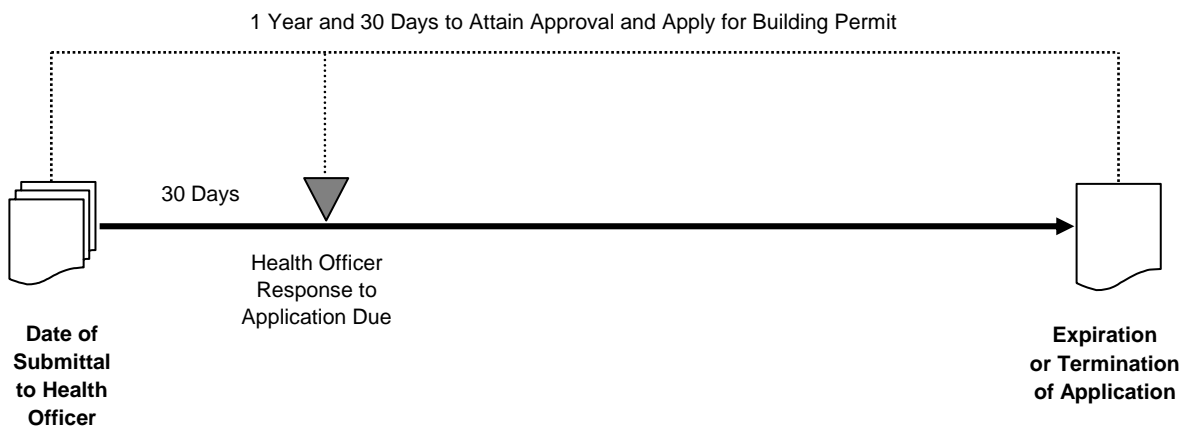 1 Year and 30 Days to Attain Approval and Apply for Building Permit
30 Days
Health Officer
Response to
Application Due
Date of
Submittal
to Health
Officer
Expiration
or Termination
of Application